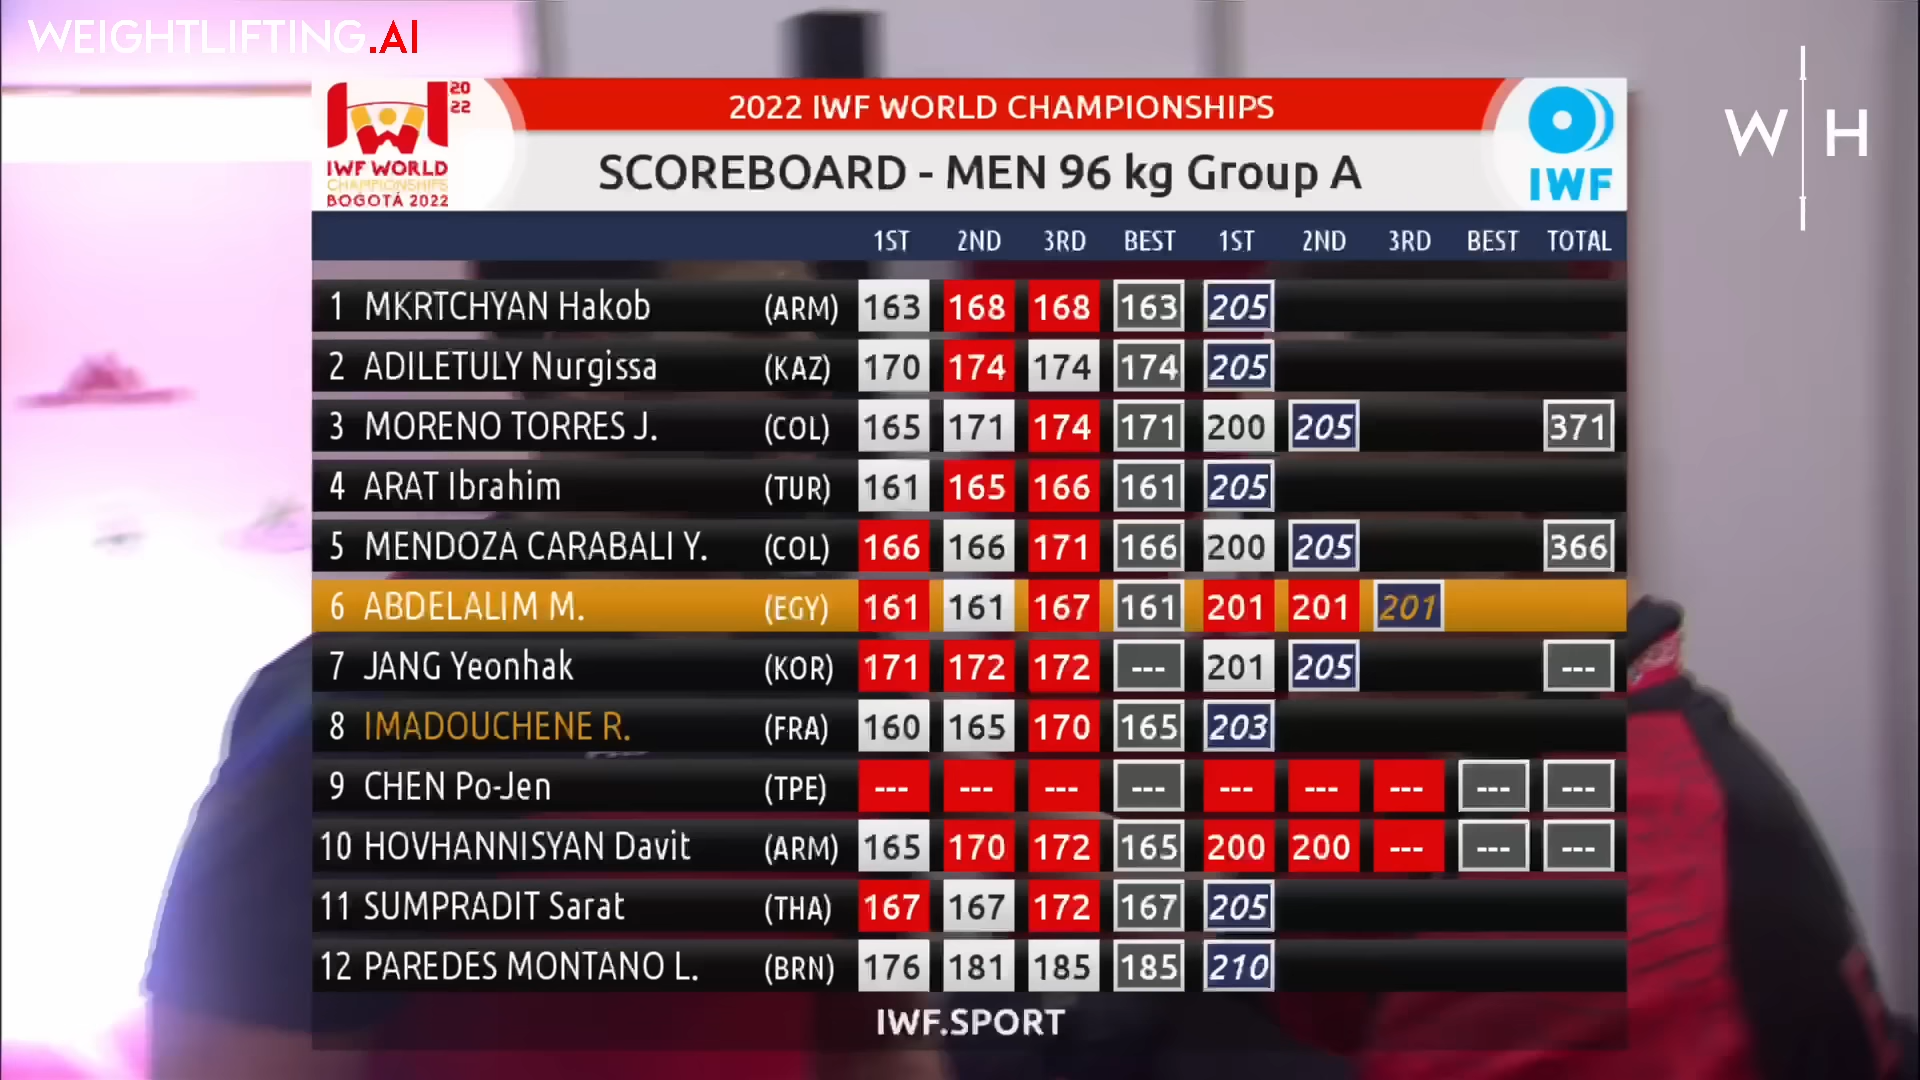 WEIGHTLIFTING.AI
2022
IWF WORLD
CHAMPIONSHIPS
BOGOTÁ 2022
2022 IWF WORLD CHAMPIONSHIPS
SCOREBOARD - MEN 96 kg Group A
IWF
W H
1ST 2ND 3RD BEST 1ST 2ND 3RD BEST TOTAL
1 MKRTCHYAN Hakob (ARM) 163 168 168 163 205
2 ADILETULY Nurgissa (KAZ) 170 174 174 174 205
3 MORENO TORRES J. (COL) 165 171 174 171 200 205 371
4 ARAT Ibrahim (TUR) 161 165 166 161 205
5 MENDOZA CARABALI Y. (COL) 166 166 171 166 200 205 366
6 ABDELALIM M. (EGY) 161 161 167 161 201 201 201
7 JANG Yeonhak (KOR) 171 172 172 --- 201 205 ---
8 IMADOUCHENE R. (FRA) 160 165 170 165 203
9 CHEN Po-Jen (TPE) --- --- --- --- --- --- --- --- ---
10 HOVHANNISYAN Davit (ARM) 165 170 172 165 200 200 --- --- ---
11 SUMPRADIT Sarat (THA) 167 167 172 167 205
12 PAREDES MONTANO L. (BRN) 176 181 185 185 210
IWF.SPORT